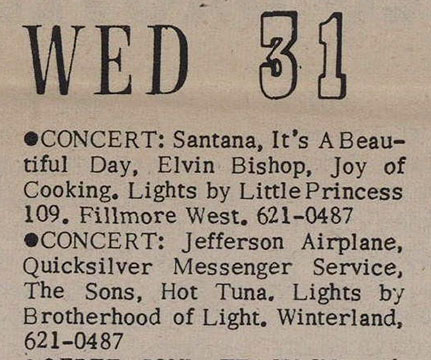 WED 31
●CONCERT: Santana, It's A Beau-
tiful Day, Elvin Bishop, Joy of
Cooking. Lights by Little Princess
109. Fillmore West. 621-0487
●CONCERT: Jefferson Airplane,
Quicksilver Messenger Service,
The Sons, Hot Tuna. Lights by
Brotherhood of Light. Winterland,
621-0487